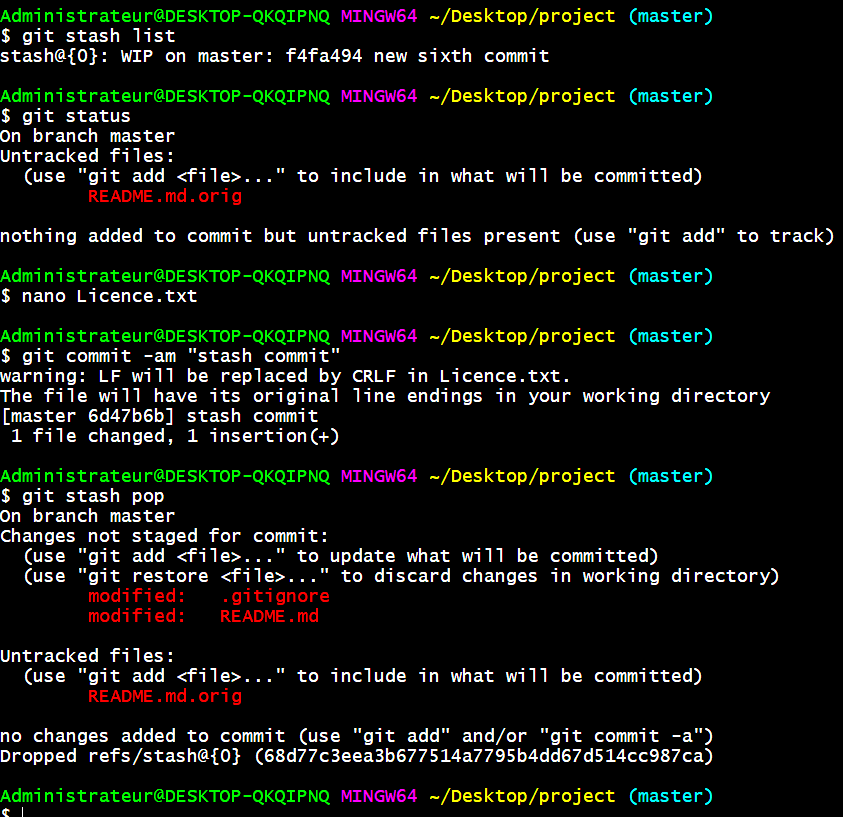 Administrateur@DESKTOP-QKQIPNQ MINGW64 ~/Desktop/project (master)
$ git stash list
stash@{0}: WIP on master: f4fa494 new sixth commit

Administrateur@DESKTOP-QKQIPNQ MINGW64 ~/Desktop/project (master)
$ git status
On branch master
Untracked files:
  (use "git add <file>..." to include in what will be committed)
        README.md.orig

nothing added to commit but untracked files present (use "git add" to track)

Administrateur@DESKTOP-QKQIPNQ MINGW64 ~/Desktop/project (master)
$ nano Licence.txt

Administrateur@DESKTOP-QKQIPNQ MINGW64 ~/Desktop/project (master)
$ git commit -am "stash commit"
warning: LF will be replaced by CRLF in Licence.txt.
The file will have its original line endings in your working directory
[master 6d47b6b] stash commit
 1 file changed, 1 insertion(+)

Administrateur@DESKTOP-QKQIPNQ MINGW64 ~/Desktop/project (master)
$ git stash pop
On branch master
Changes not staged for commit:
  (use "git add <file>..." to update what will be committed)
  (use "git restore <file>..." to discard changes in working directory)
        modified:   .gitignore
        modified:   README.md

Untracked files:
  (use "git add <file>..." to include in what will be committed)
        README.md.orig

no changes added to commit (use "git add" and/or "git commit -a")
Dropped refs/stash@{0} (68d77c3eea3b677514a7795b4dd67d514cc987ca)

Administrateur@DESKTOP-QKQIPNQ MINGW64 ~/Desktop/project (master)
$